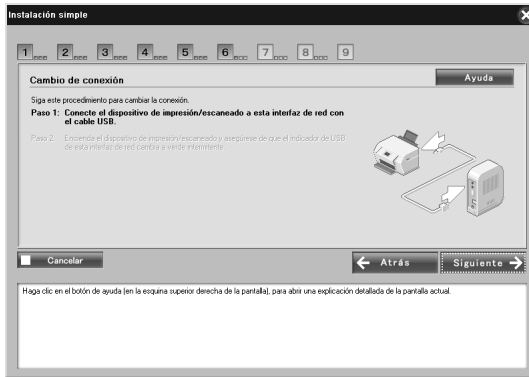 Instalación simple
1 2 3 4 5 6 7 8 9
Cambio de conexión
Ayuda
Siga este procedimiento para cambiar la conexión.
Paso 1: Conecte el dispositivo de impresión/escaneado a esta interfaz de red con
el cable USB.
Paso 2: Encienda el dispositivo de impresión/escaneado y asegúrese de que el indicador de USB
de esta interfaz de red cambia a verde intermitente.
Cancelar
Atrás
Siguiente
Haga clic en el botón de ayuda (en la esquina superior derecha de la pantalla), para abrir una explicación detallada de la pantalla actual.